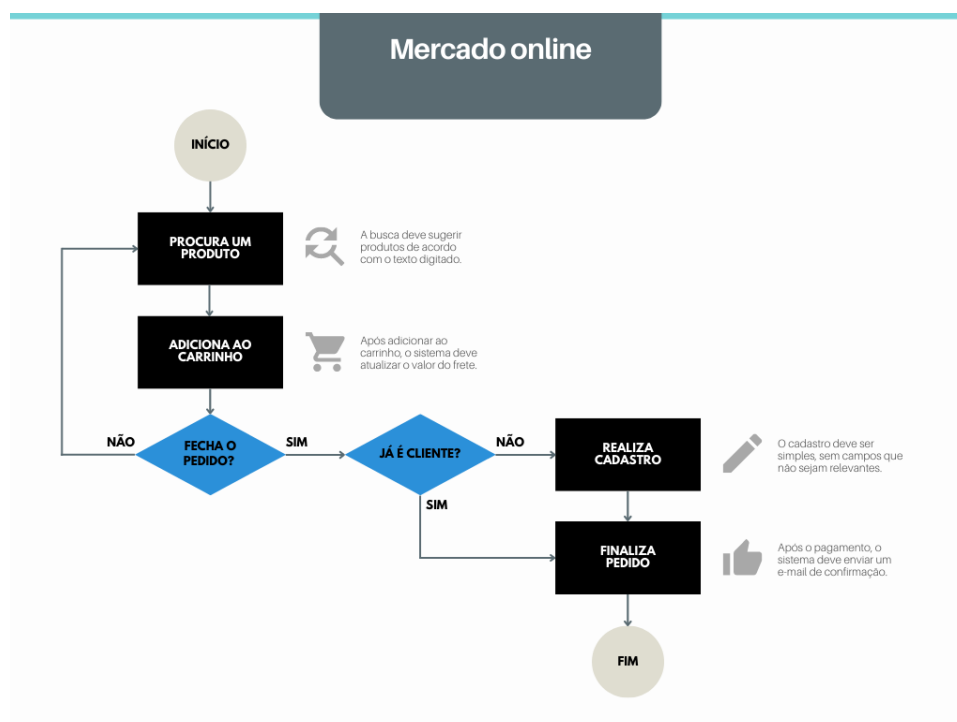 Mercado online
INÍCIO
PROCURA UM
PRODUTO
A busca deve sugerir
produtos de acordo
com o texto digitado.
ADICIONA AO
CARRINHO
Após adicionar ao
carrinho, o sistema deve
atualizar o valor do frete.
NÃO
FECHA O
PEDIDO?
SIM
JÁ É CLIENTE?
NÃO
SIM
REALIZA
CADASTRO
O cadastro deve ser
simples, sem campos que
não sejam relevantes.
FINALIZA
PEDIDO
Após o pagamento, o
sistema deve enviar um
e-mail de confirmação.
FIM